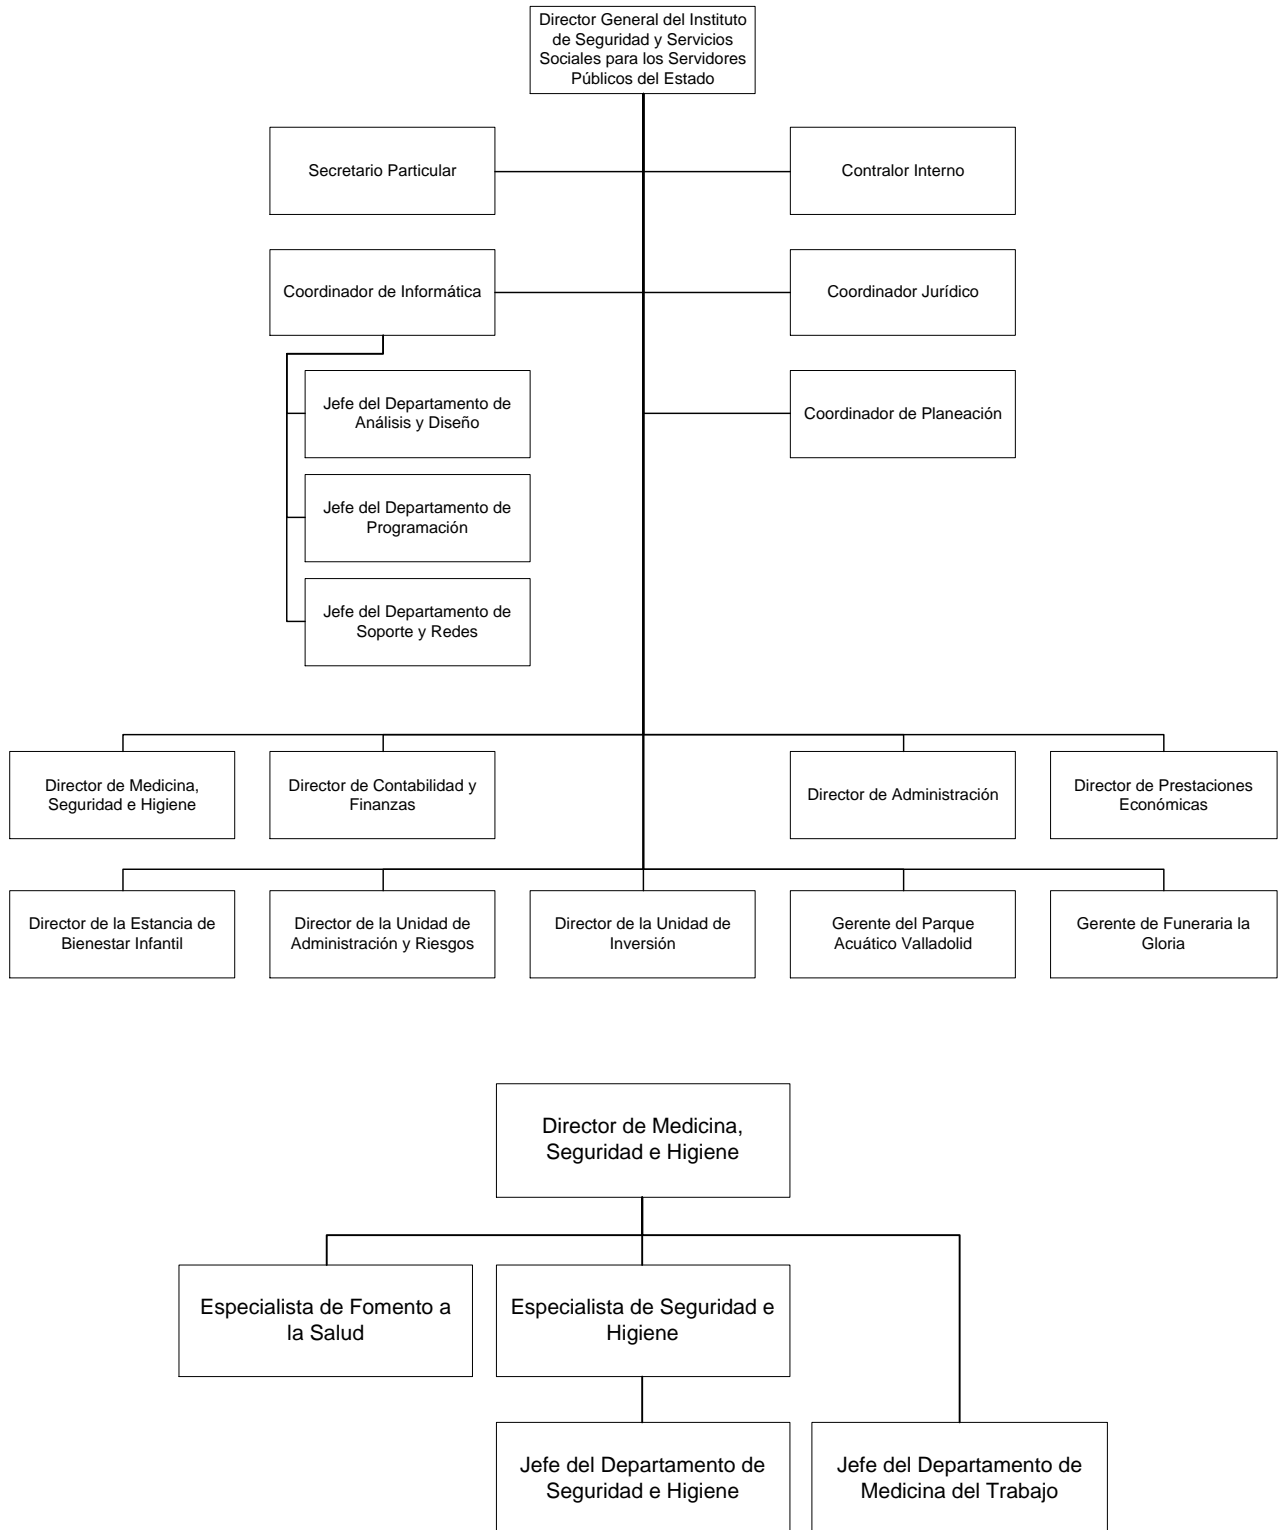 Director General del Instituto
de Seguridad y Servicios
Sociales para los Servidores
Públicos del Estado
Secretario Particular
Contralor Interno
Coordinador de Informática
Coordinador Jurídico
Jefe del Departamento de
Análisis y Diseño
Coordinador de Planeación
Jefe del Departamento de
Programación
Jefe del Departamento de
Soporte y Redes
Director de Medicina,
Seguridad e Higiene
Director de Contabilidad y
Finanzas
Director de Administración
Director de Prestaciones
Económicas
Director de la Estancia de
Bienestar Infantil
Director de la Unidad de
Administración y Riesgos
Director de la Unidad de
Inversión
Gerente del Parque
Acuático Valladolid
Gerente de Funeraria la
Gloria
Director de Medicina,
Seguridad e Higiene
Especialista de Fomento a
la Salud
Especialista de Seguridad e
Higiene
Jefe del Departamento de
Seguridad e Higiene
Jefe del Departamento de
Medicina del Trabajo